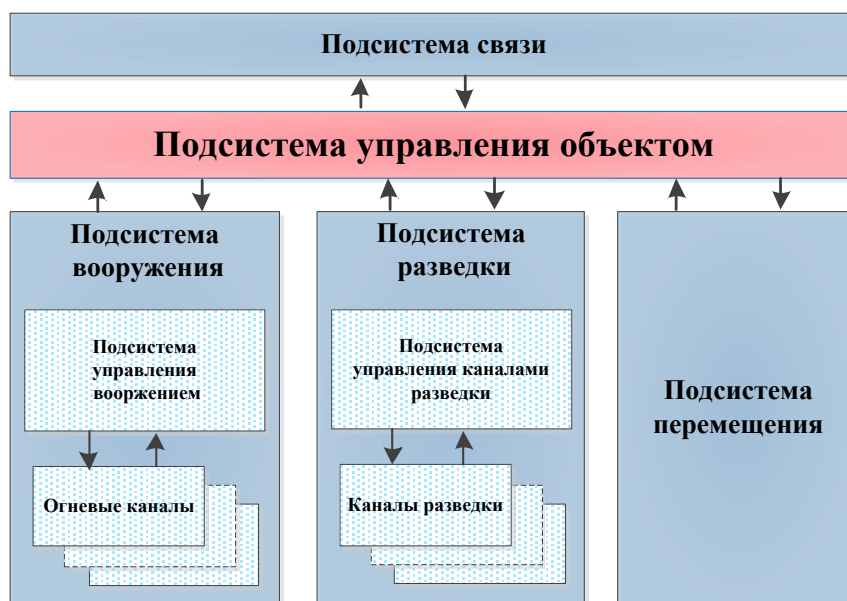 Подсистема связи
Подсистема управления объектом
Подсистема
вооружения
Подсистема
управления
вооржением
Огневые каналы
Подсистема
разведки
Подсистема
управления каналами
разведки
Каналы разведки
Подсистема
перемещения